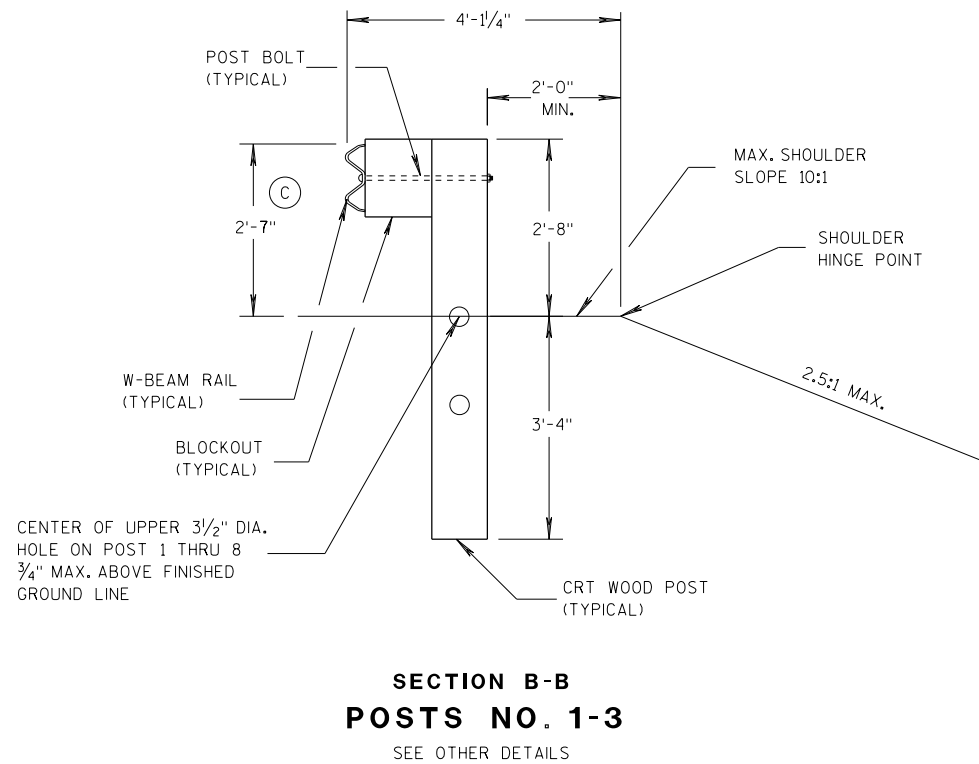 4'-1¼"
POST BOLT
(TYPICAL)
2'-0"
MIN.
MAX. SHOULDER
SLOPE 10:1
C
2'-7"
2'-8"
SHOULDER
HINGE POINT
W-BEAM RAIL
(TYPICAL)
2.5:1 MAX.
3'-4"
BLOCKOUT
(TYPICAL)
CENTER OF UPPER 3½" DIA.
HOLE ON POST 1 THRU 8
¾" MAX. ABOVE FINISHED
GROUND LINE
CRT WOOD POST
(TYPICAL)
SECTION B-B
POSTS NO. 1-3
SEE OTHER DETAILS